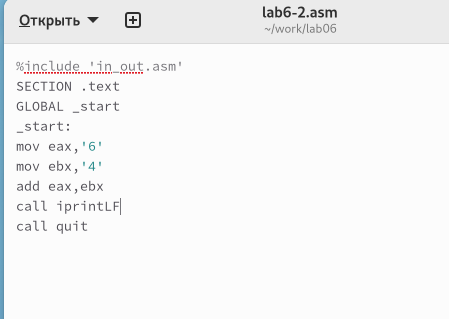 Открыть
lab6-2.asm
~/work/lab06
%include 'in_out.asm'
SECTION .text
GLOBAL _start
_start:
mov eax,'6'
mov ebx,'4'
add eax,ebx
call iprintLF
call quit